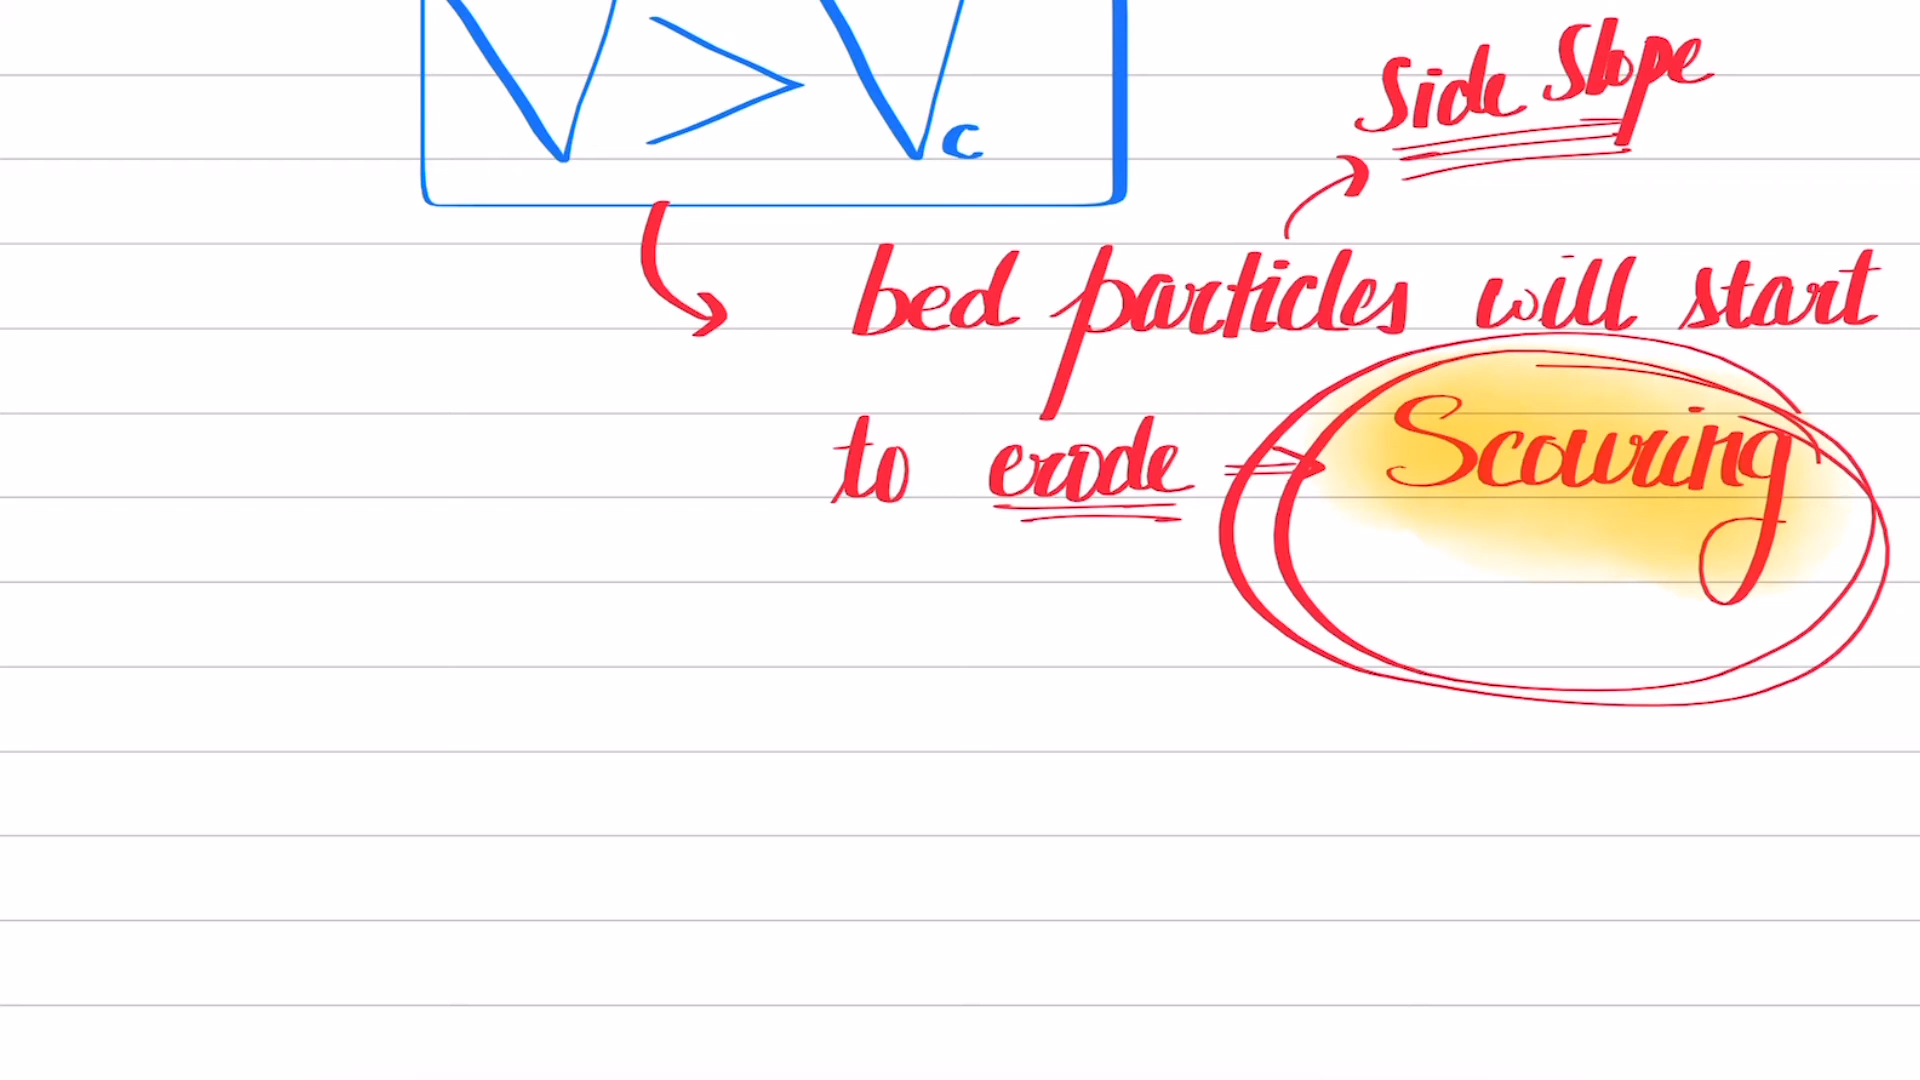 V > Vc
Side Slope
bed particles will start
to erode → Scouring